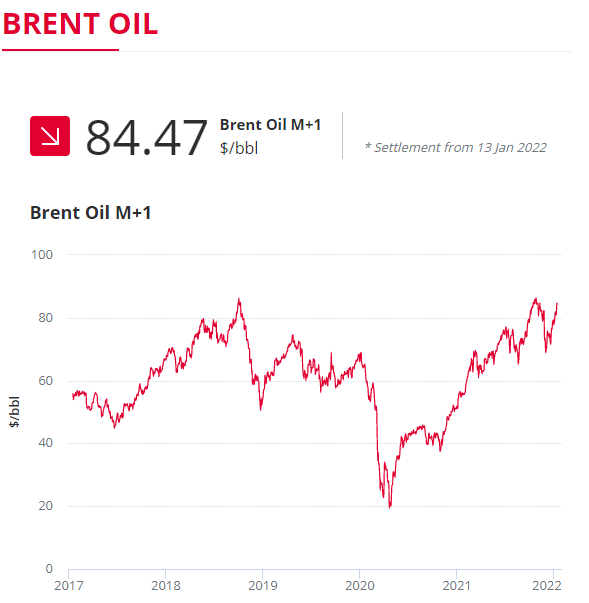 BRENT OIL
84.47
Brent Oil M+1
$/bbl
* Settlement from 13 Jan 2022
Brent Oil M+1
100
80
60
$/bbl
40
20
0
2017 2018 2019 2020 2021 2022